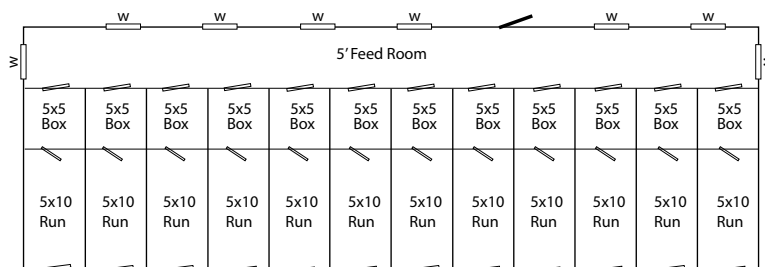 W W W W W W
5’ Feed Room
W
5x5 5x5 5x5 5x5 5x5 5x5 5x5 5x5 5x5 5x5 5x5 5x5
Box Box Box Box Box Box Box Box Box Box Box Box
5x10 5x10 5x10 5x10 5x10 5x10 5x10 5x10 5x10 5x10 5x10 5x10
Run Run Run Run Run Run Run Run Run Run Run Run